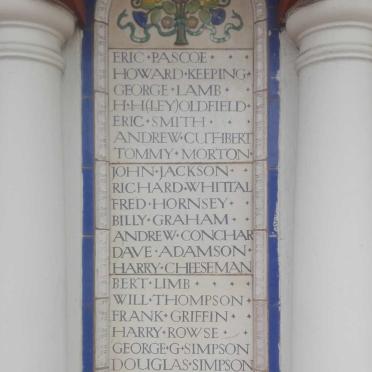 ERIC·PASCOE
HOWARD·KEEPING
GEORGE·LAMB
H·H(LEY)OLDFIELD
ERIC·SMITH
ANDREW·CUTHBERT
TOMMY·MORTON
JOHN·JACKSON
RICHARD·WHITTAL
FRED·HORNSEY
BILLY·GRAHAM
ANDREW·CONCHAR
DAVE·ADAMSON
HARRY·CHEESEMAN
BERT·LIMB
WILL·THOMPSON
FRANK·GRIFFIN
HARRY·ROWSE
GEORGE·G·SIMPSON
DOUGLAS·SIMPSON